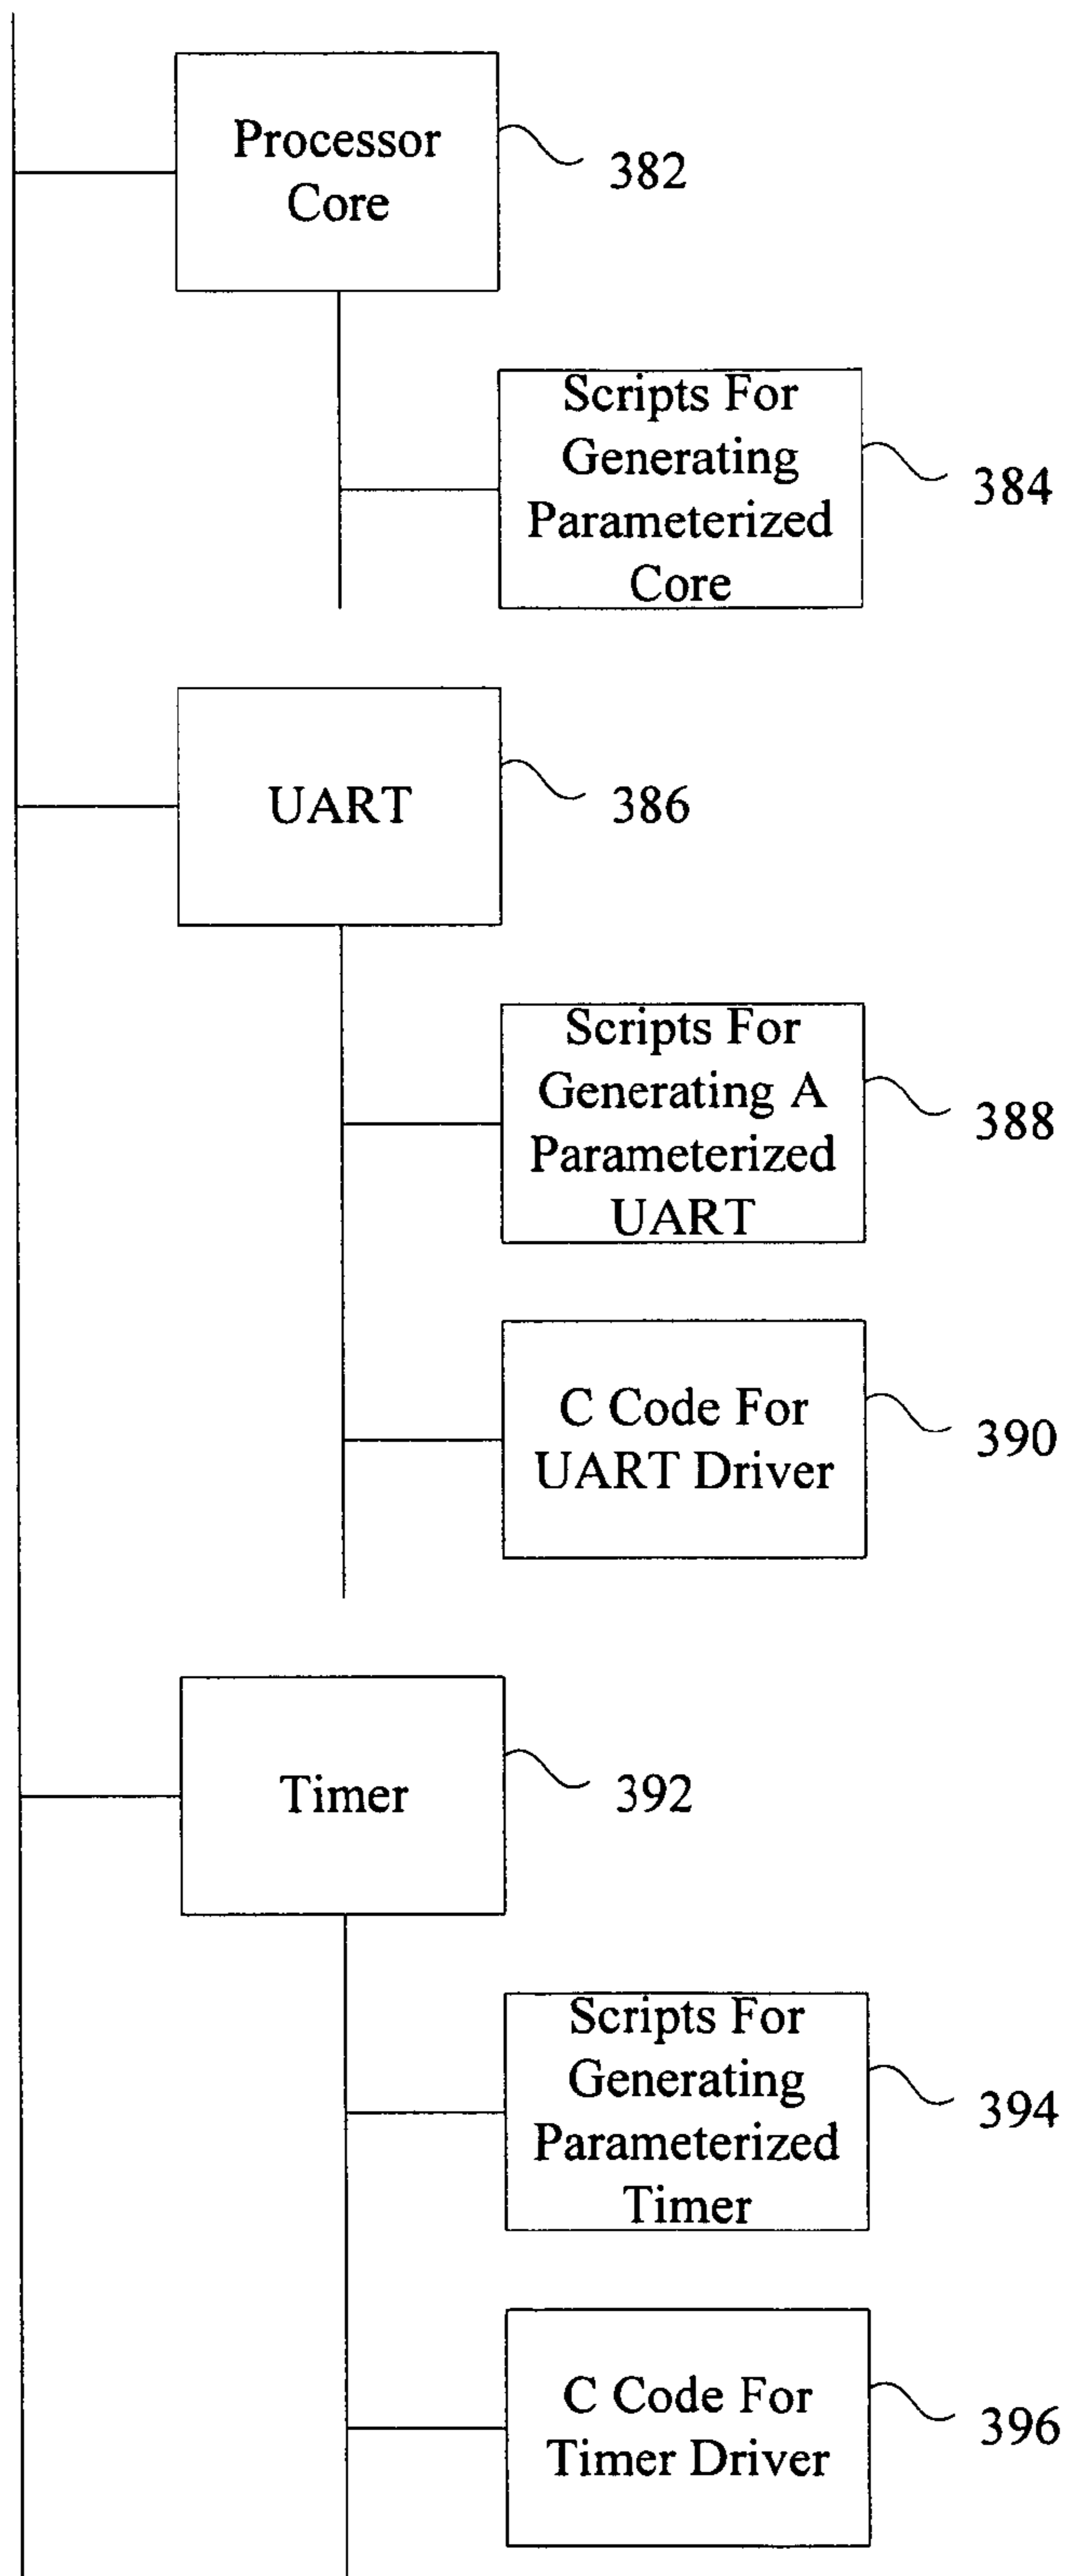 Processor
Core
382
Scripts For
Generating
Parameterized
Core
384
UART
386
Scripts For
Generating A
Parameterized
UART
388
C Code For
UART Driver
390
Timer
392
Scripts For
Generating
Parameterized
Timer
394
C Code For
Timer Driver
396